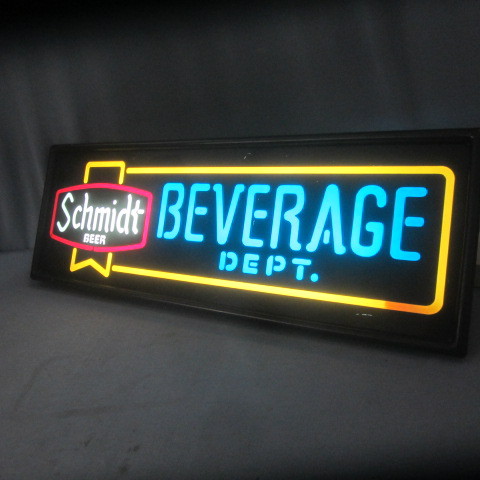 Schmidt
BEER
BEVERAGE
DEPT.